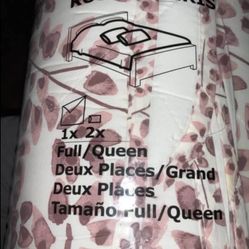 1x 2x
Full/Queen
Deux Places/Grand
Deux Places
Tamaño Full/Queen